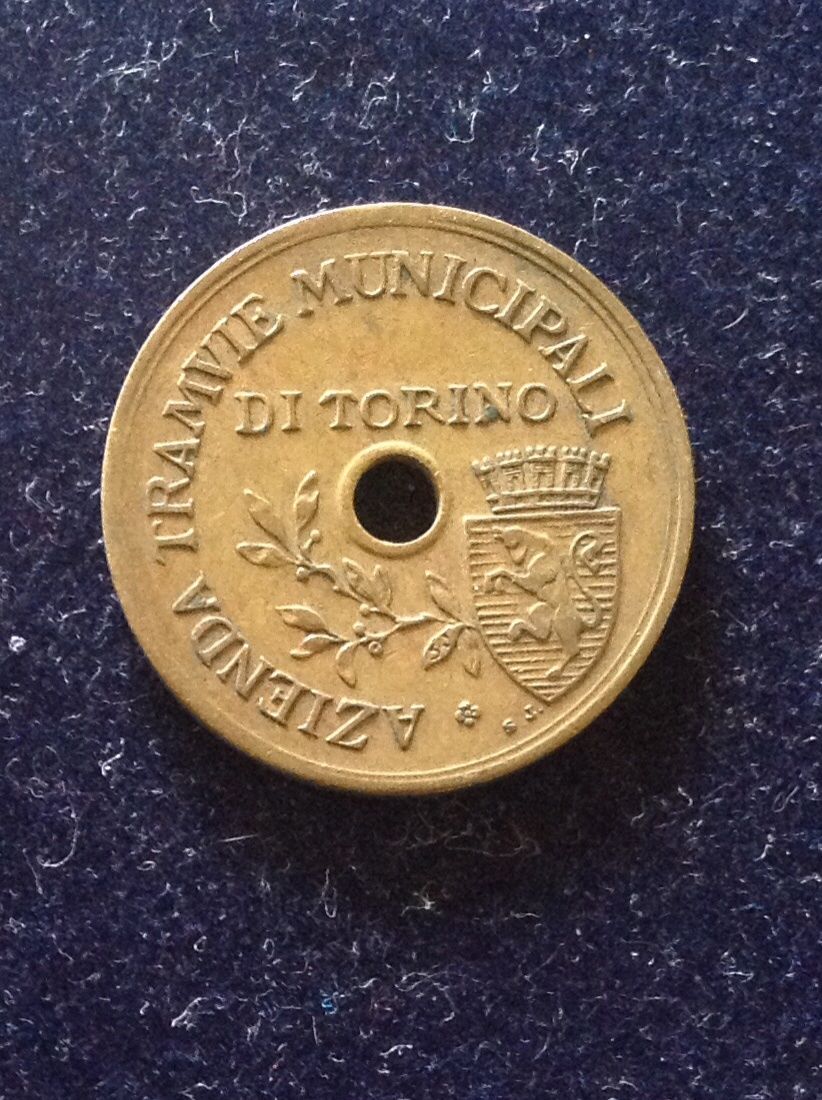 AZIENDA TRAMVIE MUNICIPALI
DI TORINO
S. J.